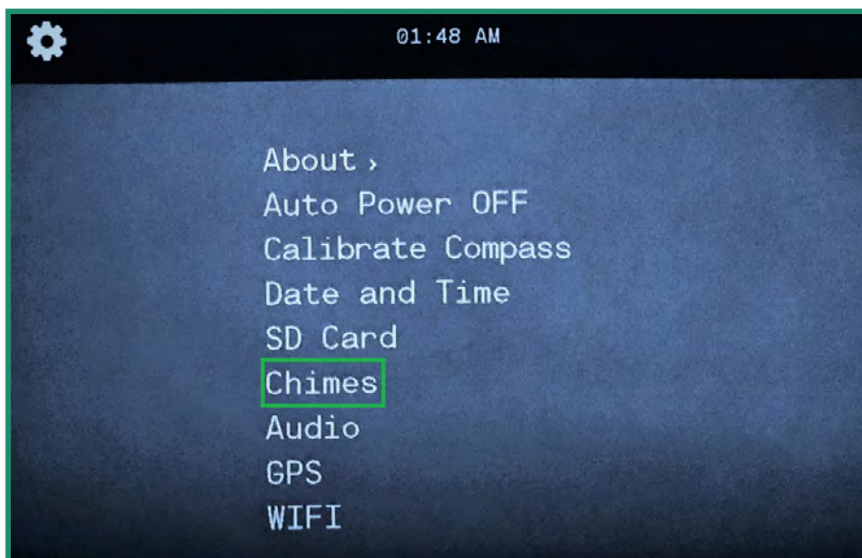 01:48 AM
About ›
Auto Power OFF
Calibrate Compass
Date and Time
SD Card
Chimes
Audio
GPS
WIFI